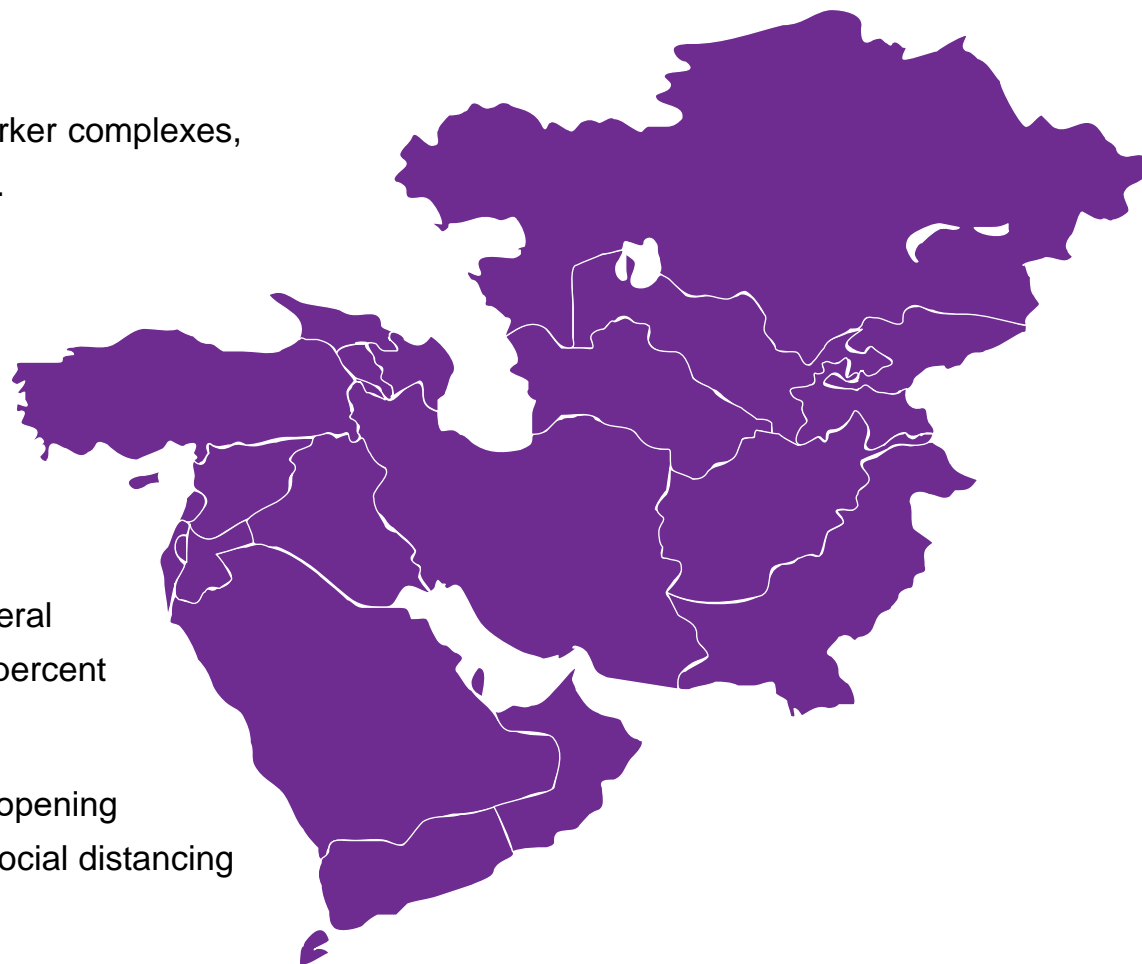 rker complexes,
.
eral
percent
opening
ocial distancing